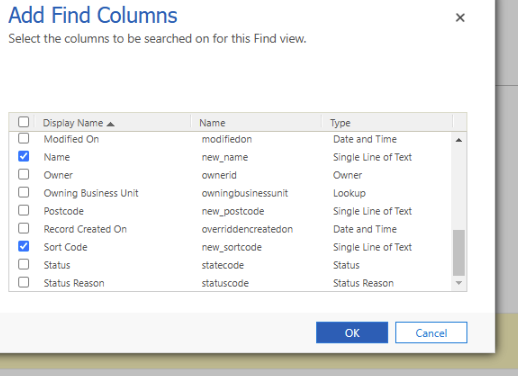 Add Find Columns
Select the columns to be searched on for this Find view.
Display Name Name Type
Modified On modifiedon Date and Time
Name new_name Single Line of Text
Owner ownerid Owner
Owning Business Unit owningbusinessunit Lookup
Postcode new_postcode Single Line of Text
Record Created On overriddencreatedon Date and Time
Sort Code new_sortcode Single Line of Text
Status statecode Status
Status Reason statuscode Status Reason
OK Cancel